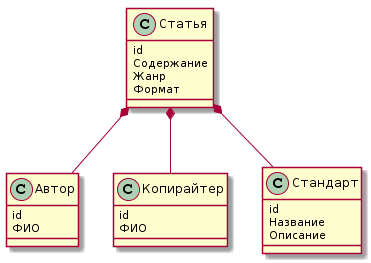 C Статья
id
Содержание
Жанр
Формат
C Автор
id
ФИО
C Копирайтер
id
ФИО
C Стандарт
id
Название
Описание